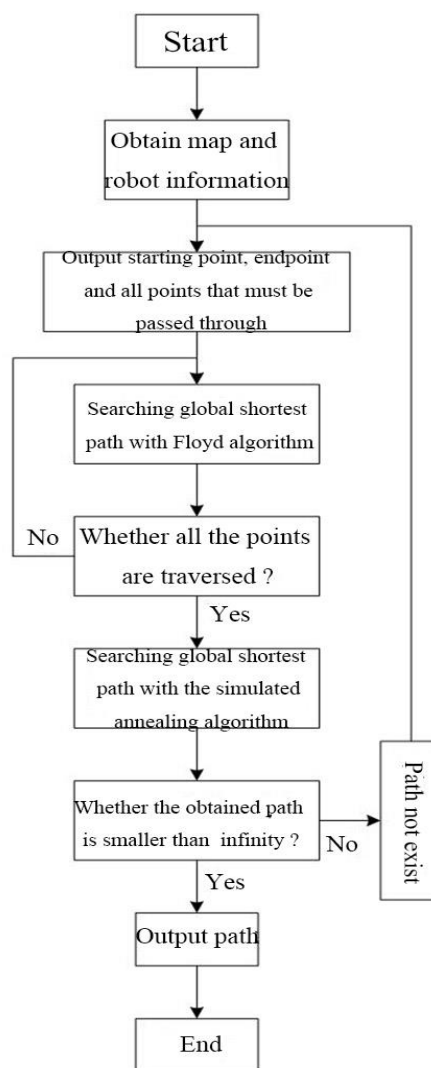 Start
Obtain map and
robot information
Output starting point, endpoint
and all points that must be
passed through
Searching global shortest
path with Floyd algorithm
No
Whether all the points
are traversed ?
Yes
Searching global shortest
path with the simulated
annealing algorithm
Whether the obtained path
is smaller than infinity ?
No
Path not exist
Yes
Output path
End